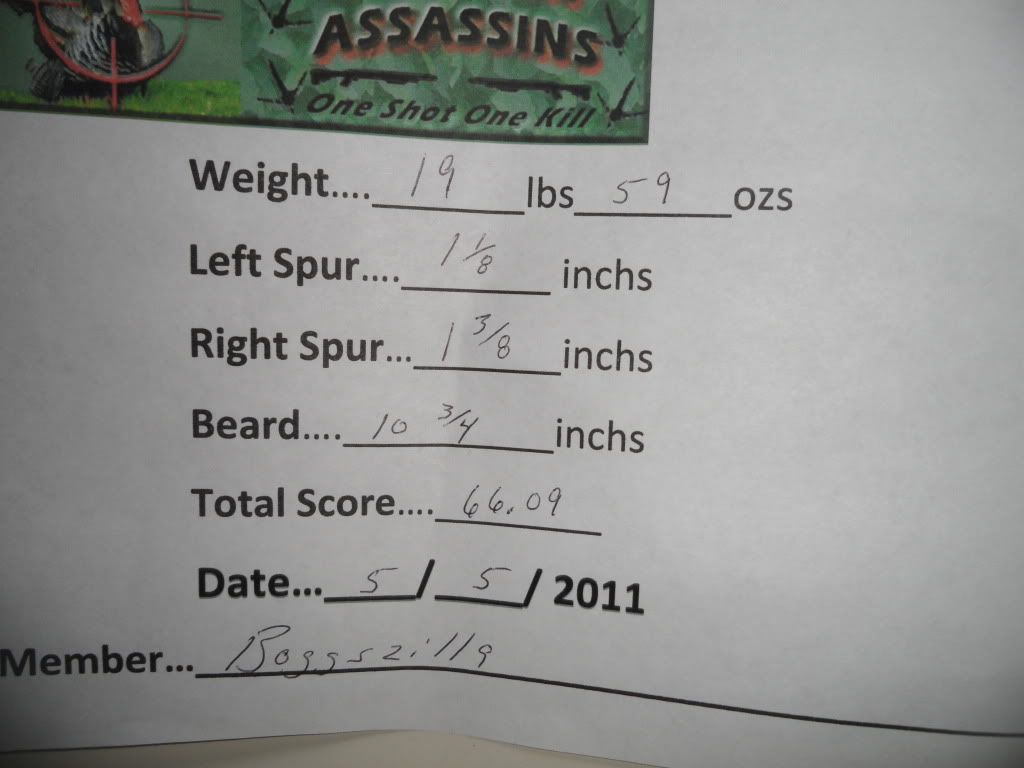 ASSASSINS
One Shot One Kill
Weight.... 19 lbs 59 ozs
Left Spur.... 1 1/8 inchs
Right Spur... 1 3/8 inchs
Beard.... 10 3/4 inchs
Total Score.... 66.09
Date... 5 / 5 / 2011
Member... Boggszilla